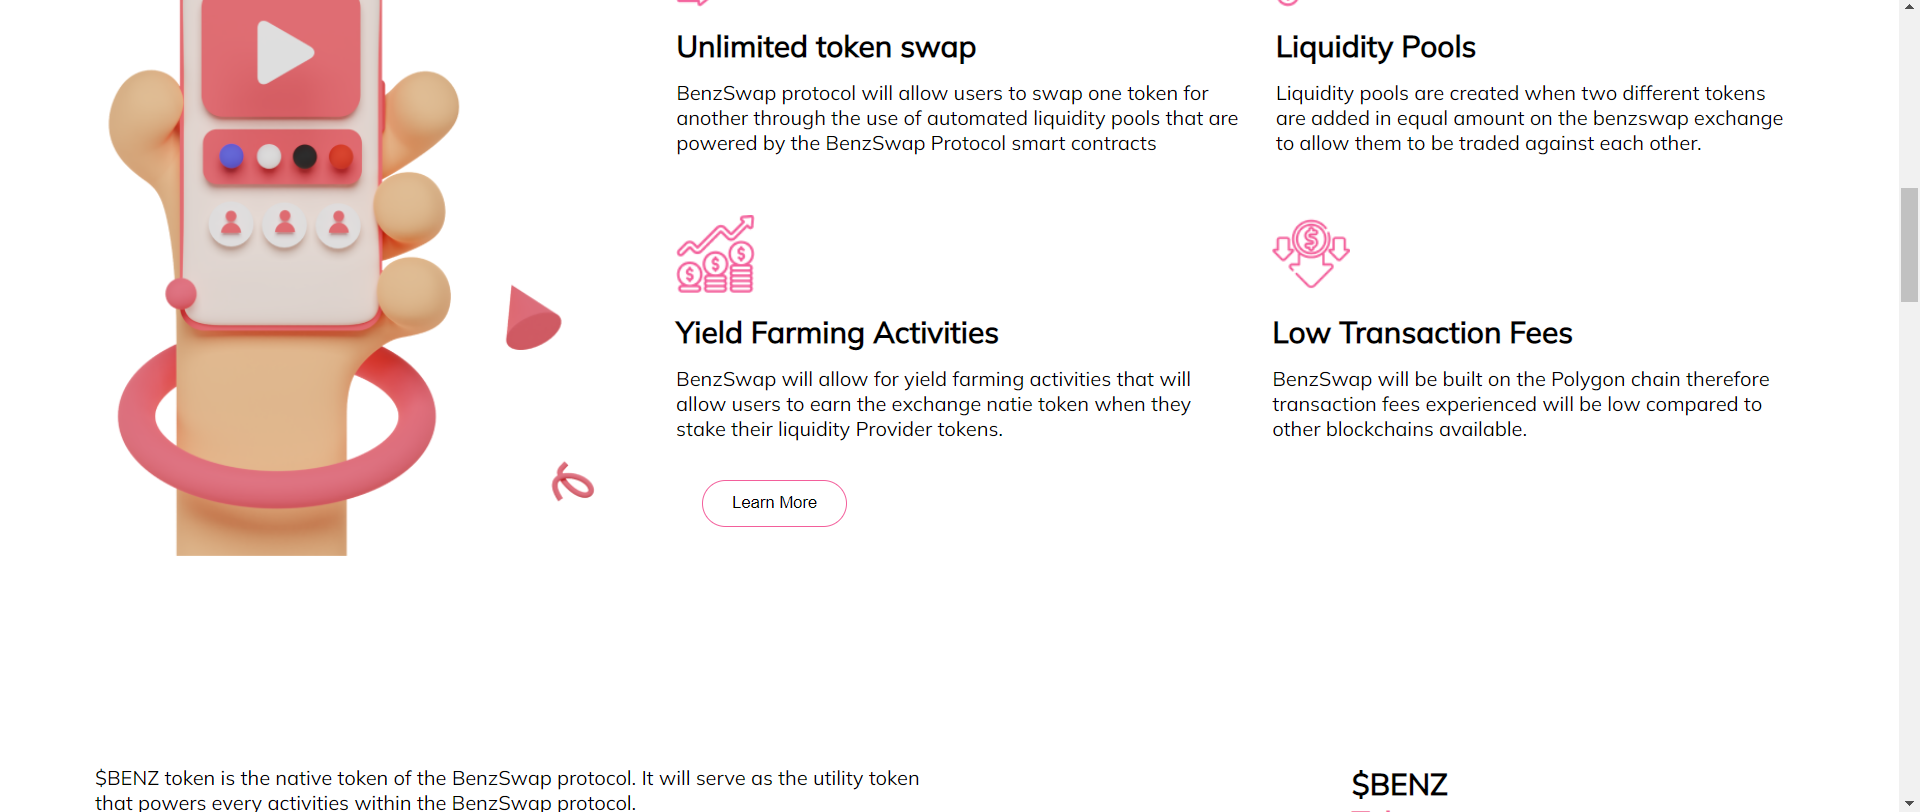 Unlimited token swap
BenzSwap protocol will allow users to swap one token for
another through the use of automated liquidity pools that are
powered by the BenzSwap Protocol smart contracts
Liquidity Pools
Liquidity pools are created when two different tokens
are added in equal amount on the benzswap exchange
to allow them to be traded against each other.
Yield Farming Activities
BenzSwap will allow for yield farming activities that will
allow users to earn the exchange natie token when they
stake their liquidity Provider tokens.
Low Transaction Fees
BenzSwap will be built on the Polygon chain therefore
transaction fees experienced will be low compared to
other blockchains available.
Learn More
$BENZ token is the native token of the BenzSwap protocol. It will serve as the utility token
that powers every activities within the BenzSwap protocol.
$BENZ